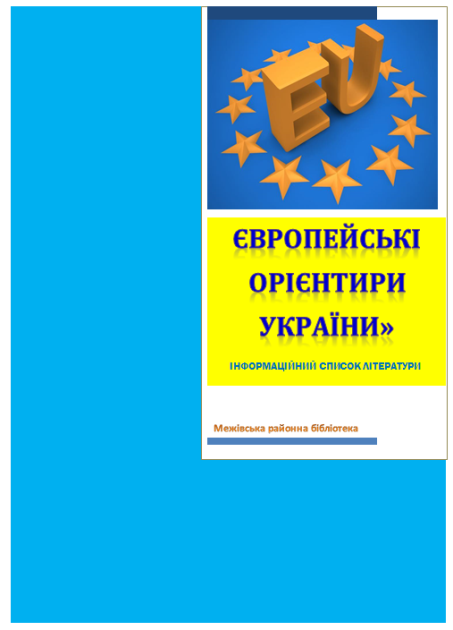 EU
ЄВРОПЕЙСЬКІ
ОРІЄНТИРИ
УКРАЇНИ»
ІНФОРМАЦІЙНИЙ СПИСОК ЛІТЕРАТУРИ
Межівська районна бібліотека